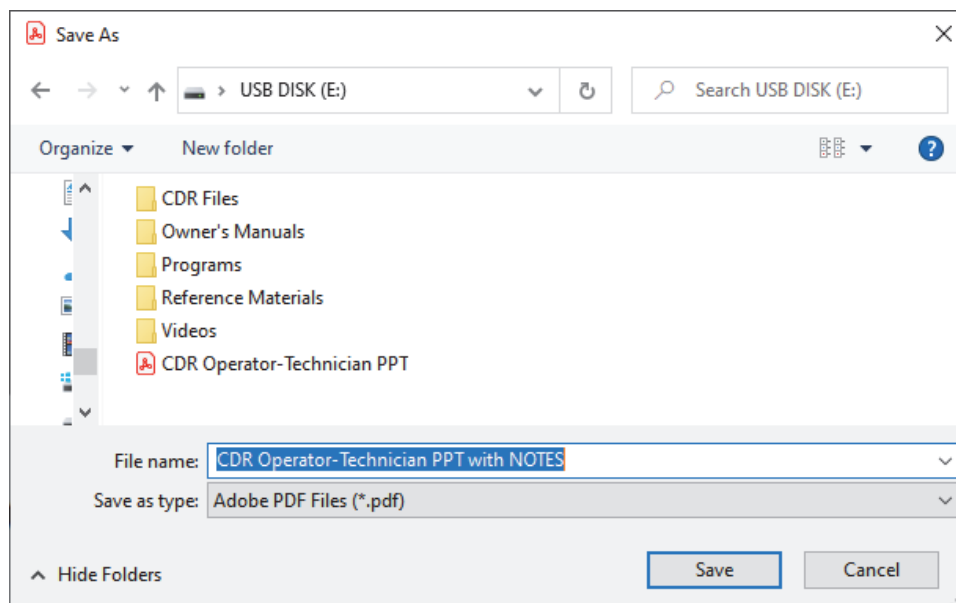 Save As
USB DISK (E:)
Search USB DISK (E:)
Organize
New folder
?
CDR Files
Owner's Manuals
Programs
Reference Materials
Videos
CDR Operator-Technician PPT
File name: CDR Operator-Technician PPT with NOTES
Save as type: Adobe PDF Files (*.pdf)
Hide Folders
Save
Cancel